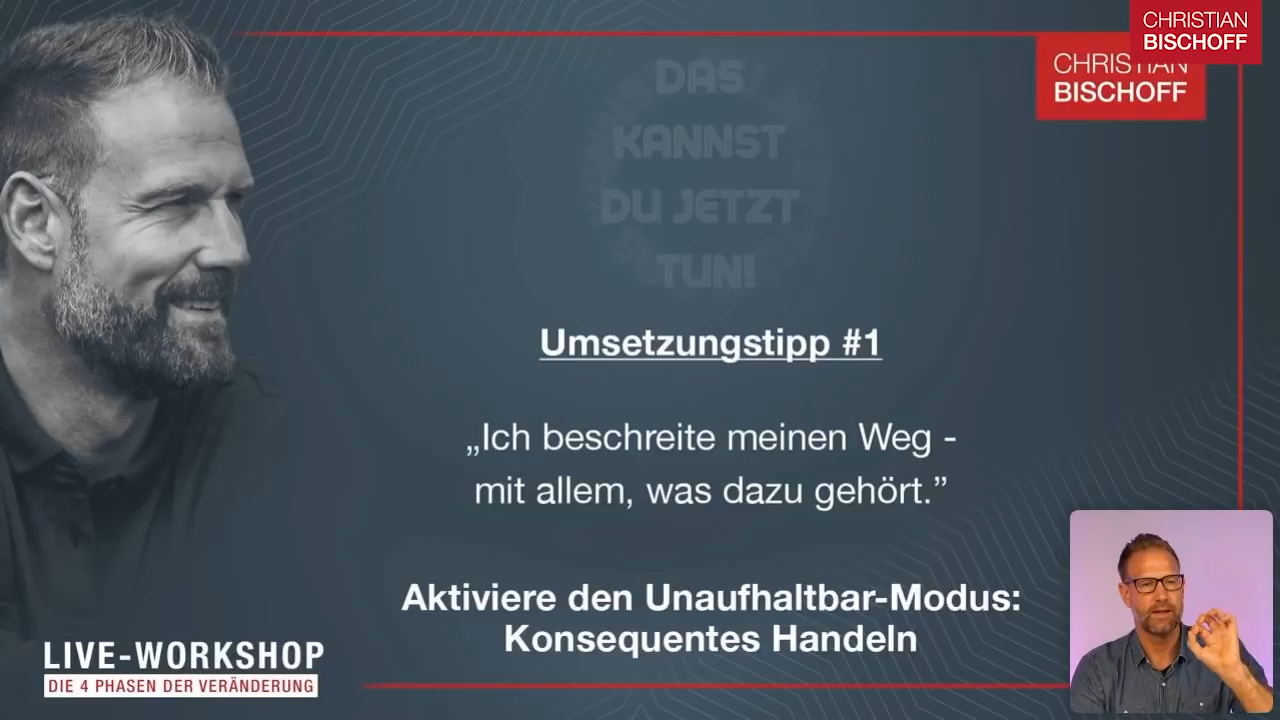 CHRISTIAN
BISCHOFF
CHRISTIAN
BISCHOFF
DAS
KANNST
DU JETZT
TUN!
Umsetzungstipp #1
„Ich beschreite meinen Weg -
mit allem, was dazu gehört.”
Aktiviere den Unaufhaltbar-Modus:
Konsequentes Handeln
LIVE-WORKSHOP
DIE 4 PHASEN DER VERÄNDERUNG